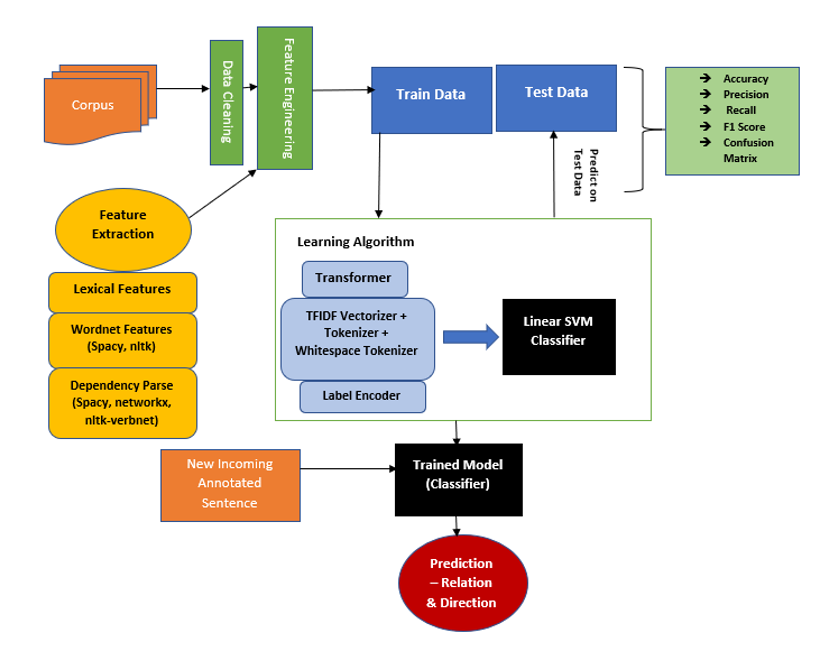 Corpus
Data Cleaning
Feature Engineering
Train Data
Test Data
➔ Accuracy
➔ Precision
➔ Recall
➔ F1 Score
➔ Confusion
Matrix
Predict on
Test Data
Feature
Extraction
Lexical Features
Wordnet Features
(Spacy, nltk)
Dependency Parse
(Spacy, networkx,
nltk-verbnet)
Learning Algorithm
Transformer
TFIDF Vectorizer +
Tokenizer +
Whitespace Tokenizer
Label Encoder
Linear SVM
Classifier
New Incoming
Annotated
Sentence
Trained Model
(Classifier)
Prediction
– Relation
& Direction